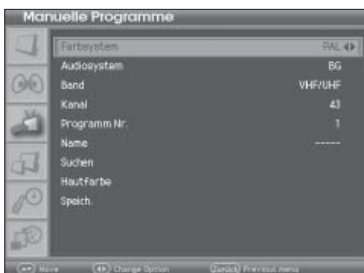 Manuelle Programme
Farbsystem PAL
Audiosystem BG
Band VHF/UHF
Kanal 43
Programm Nr. 1
Name -----
Suchen
Hautfarbe
Speich.
Move Change Option Zurück Previous menu